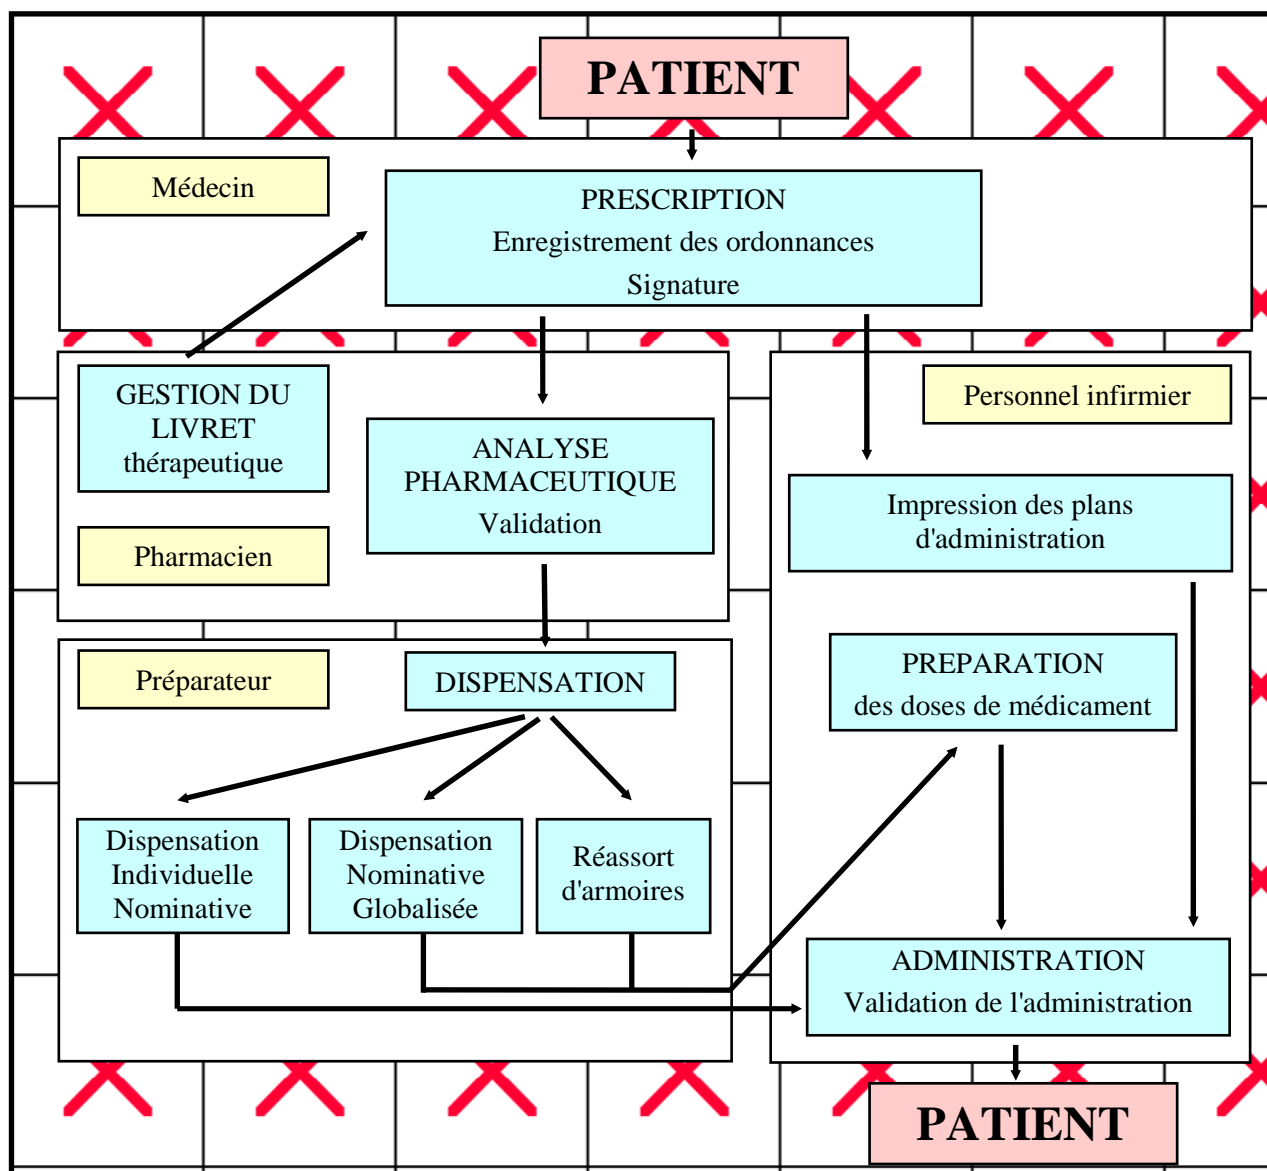 PATIENT
Médecin
PRESCRIPTION
Enregistrement des ordonnances
Signature
GESTION DU
LIVRET
thérapeutique
ANALYSE
PHARMACEUTIQUE
Validation
Pharmacien
Personnel infirmier
Impression des plans
d'administration
Préparateur
DISPENSATION
PREPARATION
des doses de médicament
Dispensation
Individuelle
Nominative
Dispensation
Nominative
Globalisée
Réassort
d'armoires
ADMINISTRATION
Validation de l'administration
PATIENT